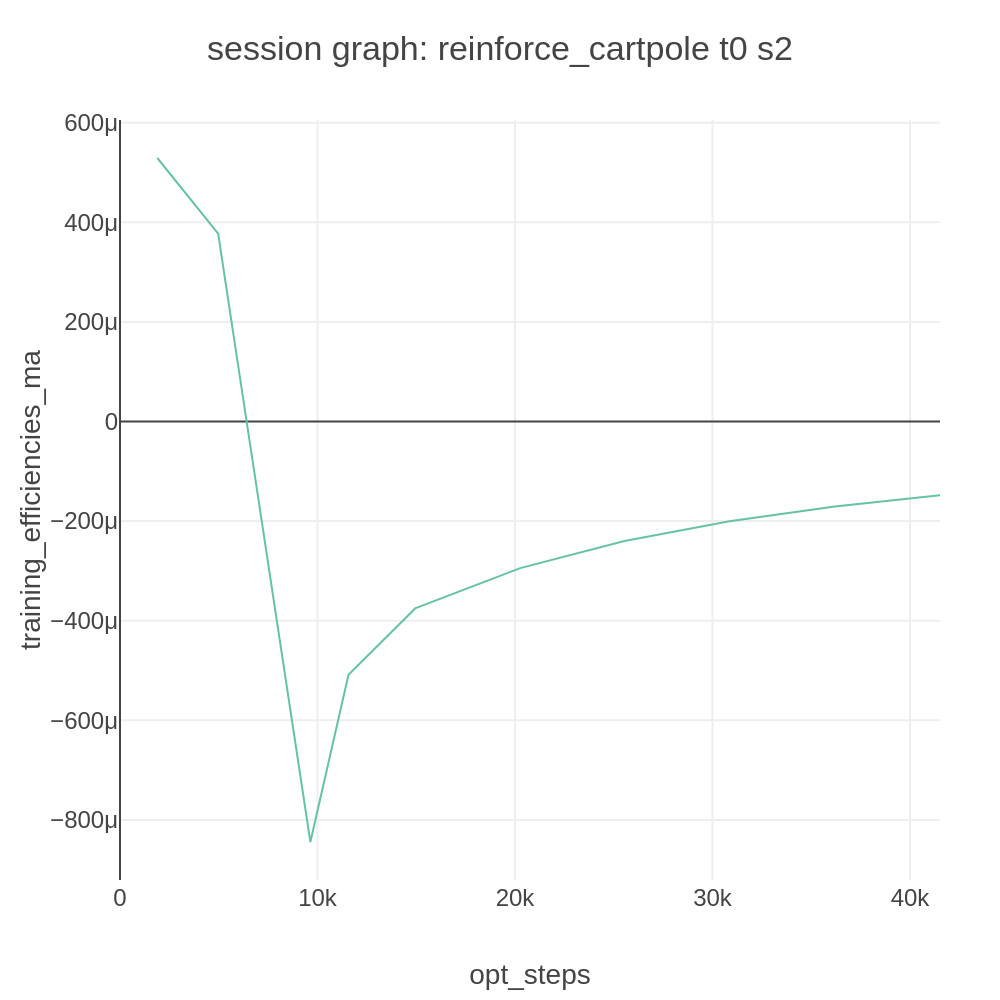 session graph: reinforce_cartpole t0 s2
training_efficiencies_ma
600μ
400μ
200μ
0
−200μ
−400μ
−600μ
−800μ
0
10k
20k
30k
40k
opt_steps